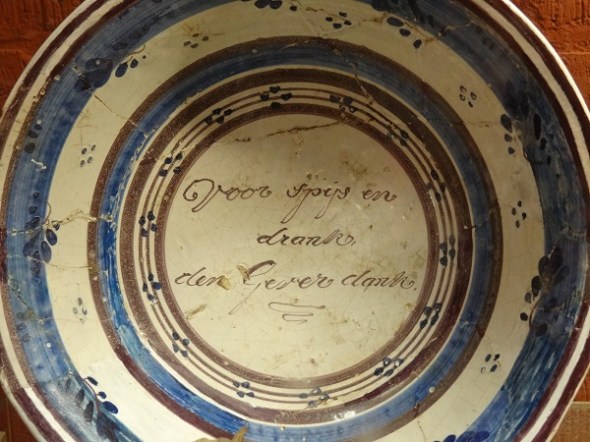 Voor spijs en
drank
den Gever dank